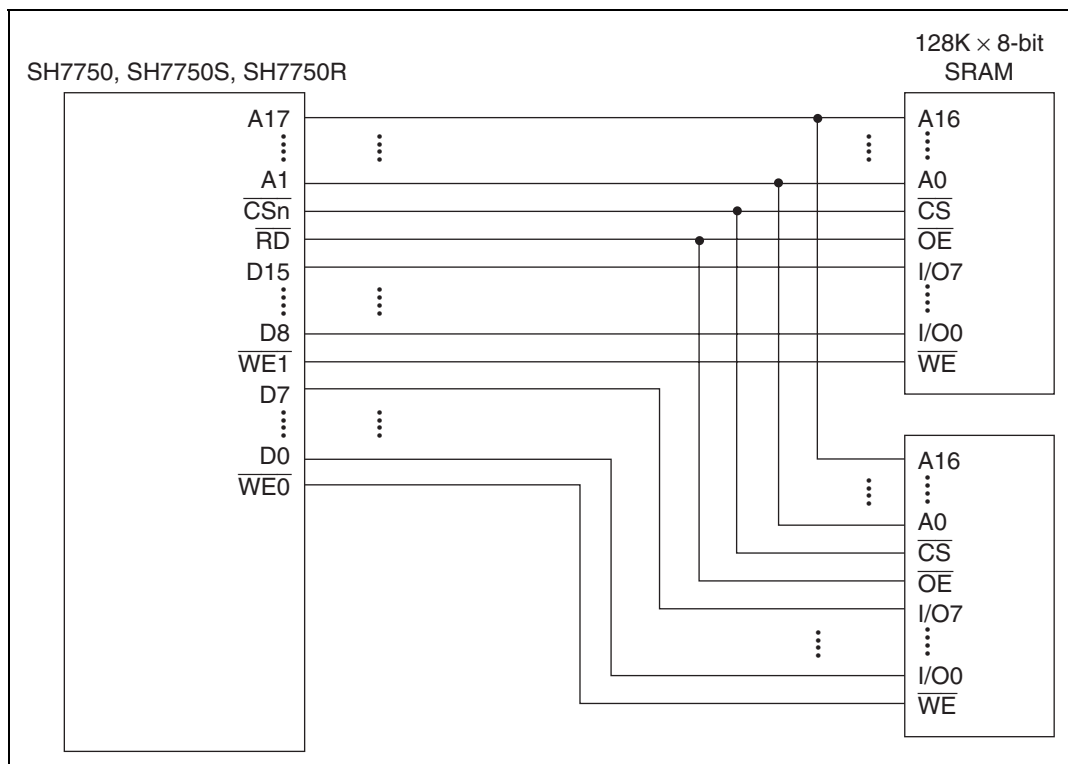 SH7750, SH7750S, SH7750R
A17
A1
CSn
RD
D15
D8
WE1
D7
D0
WE0
128K × 8-bit
SRAM
A16
A0
CS
OE
I/O7
I/O0
WE
A16
A0
CS
OE
I/O7
I/O0
WE